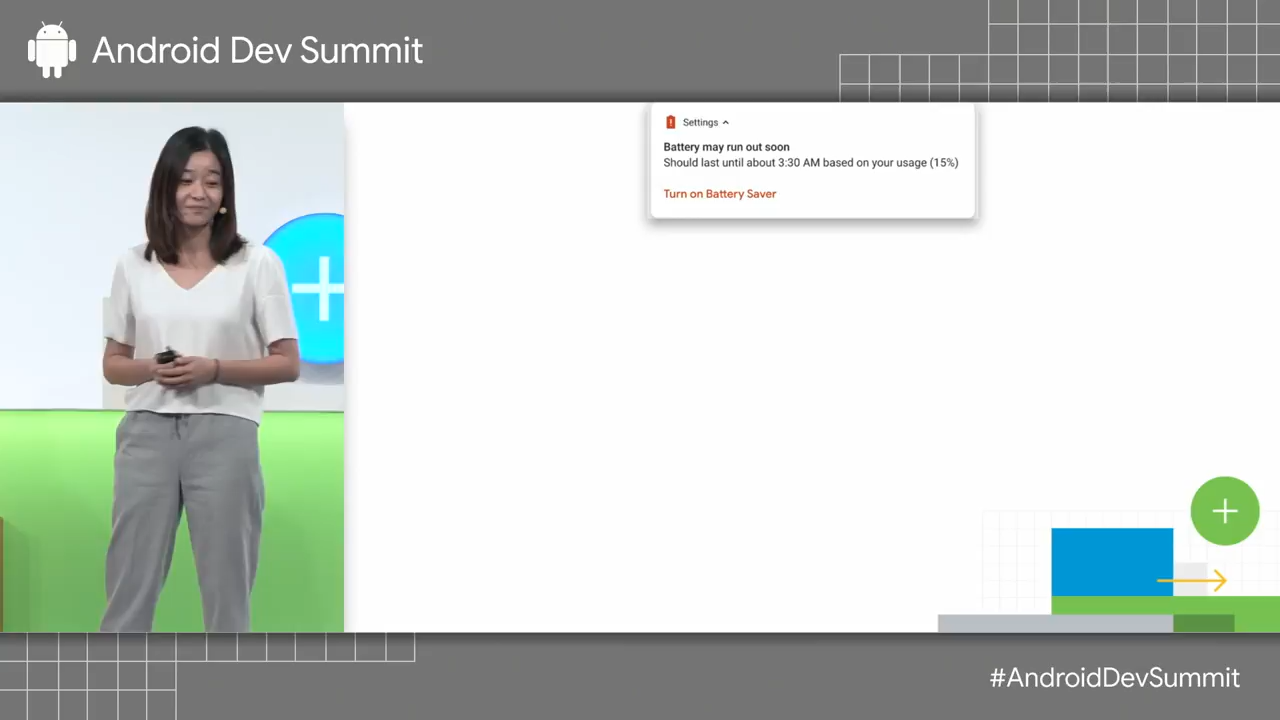 Android Dev Summit
Settings
Battery may run out soon
Should last until about 3:30 AM based on your usage (15%)
Turn on Battery Saver
#AndroidDevSummit